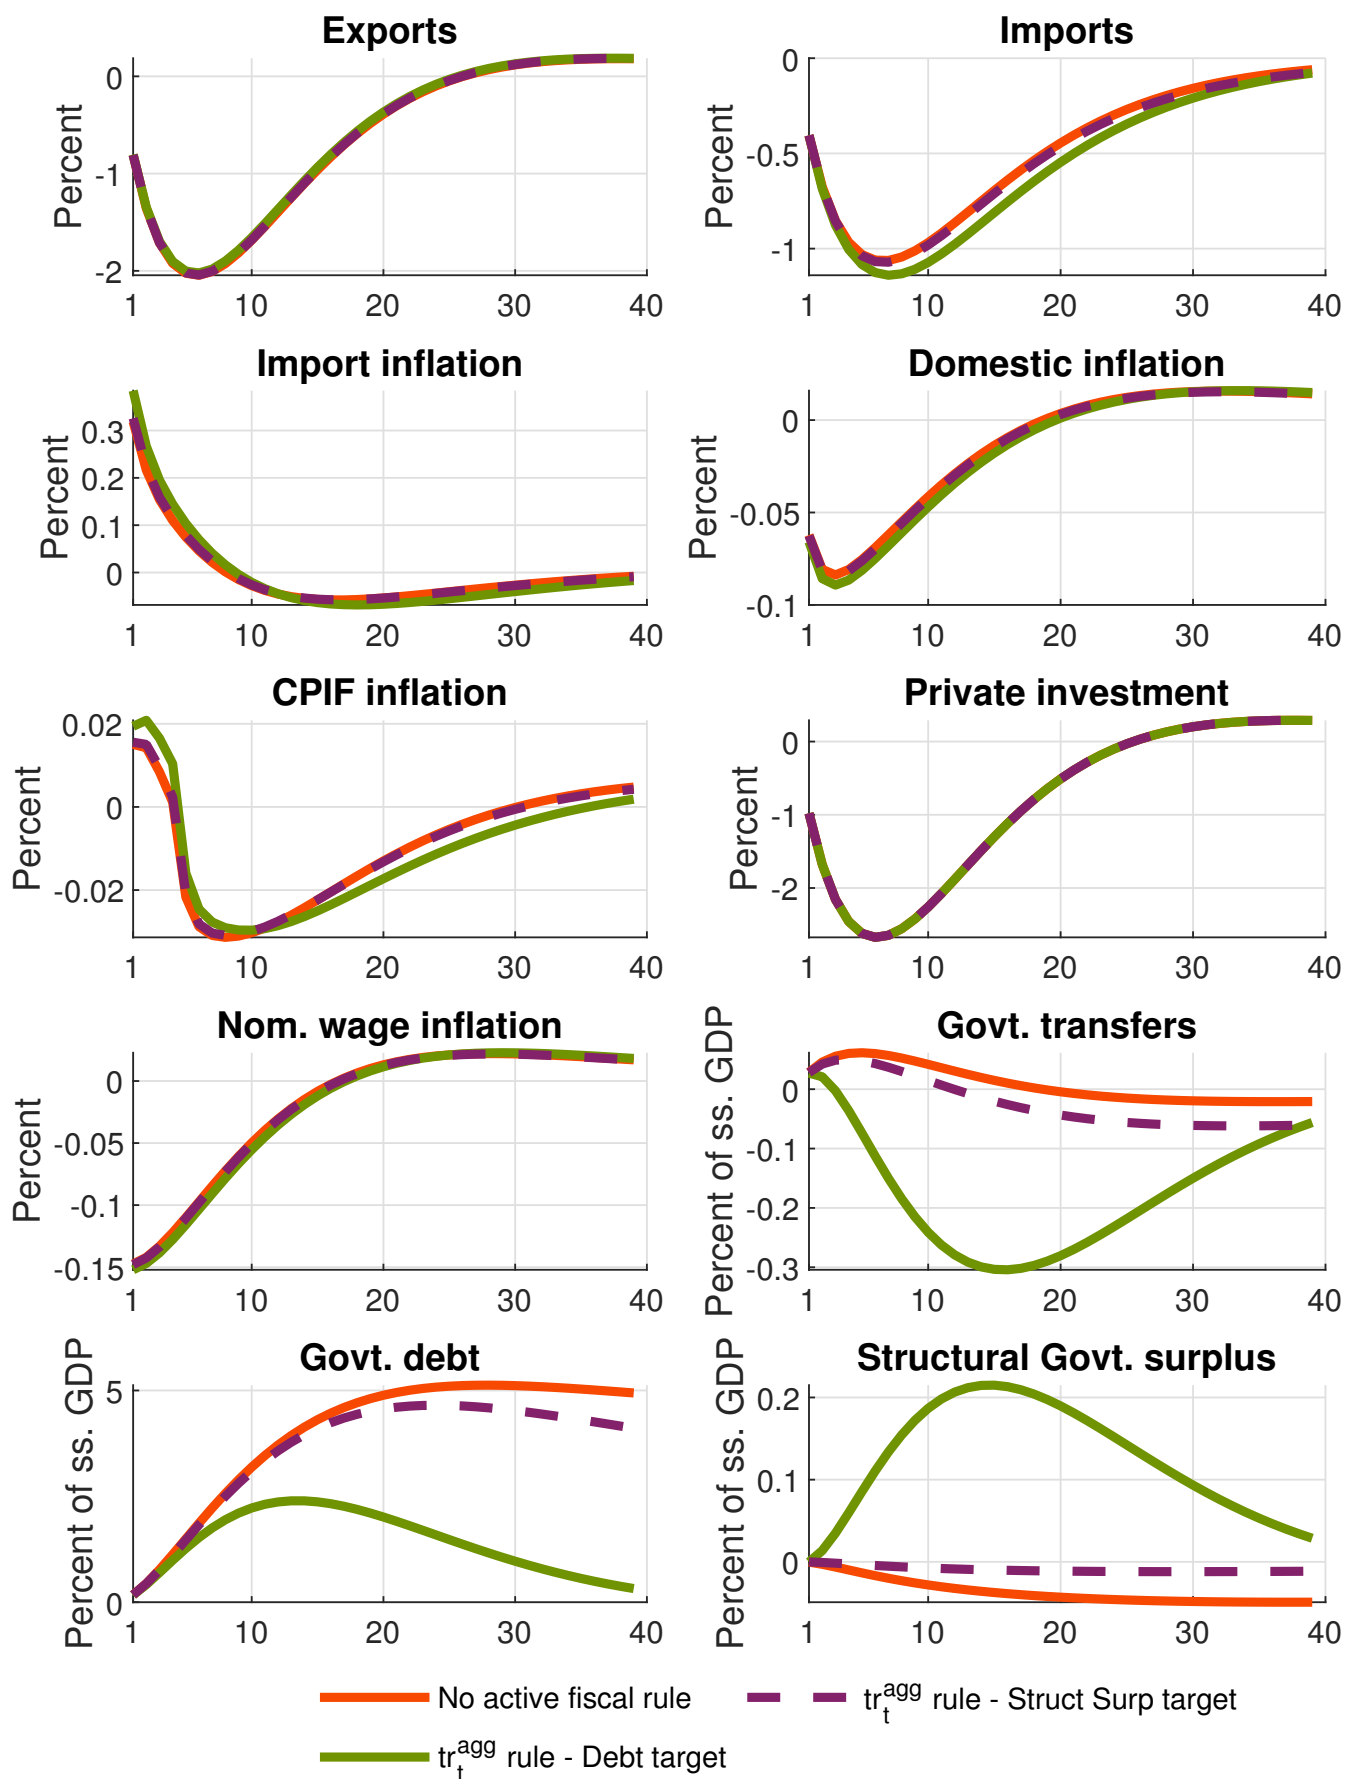 Exports
Imports
Percent
0
-1
-2
1 10 20 30 40
Percent
0
-0.5
-1
1 10 20 30 40
Import inflation
Domestic inflation
Percent
0.3
0.2
0.1
0
1 10 20 30 40
Percent
0
-0.05
-0.1
1 10 20 30 40
CPIF inflation
Private investment
Percent
0.02
0
-0.02
1 10 20 30 40
Percent
0
-1
-2
1 10 20 30 40
Nom. wage inflation
Govt. transfers
Percent
0
-0.05
-0.1
-0.15
1 10 20 30 40
Percent of ss. GDP
0
-0.1
-0.2
-0.3
1 10 20 30 40
Govt. debt
Structural Govt. surplus
Percent of ss. GDP
5
0
1 10 20 30 40
Percent of ss. GDP
0.2
0.1
0
1 10 20 30 40
No active fiscal rule
tr_t^agg rule - Struct Surp target
tr_t^agg rule - Debt target